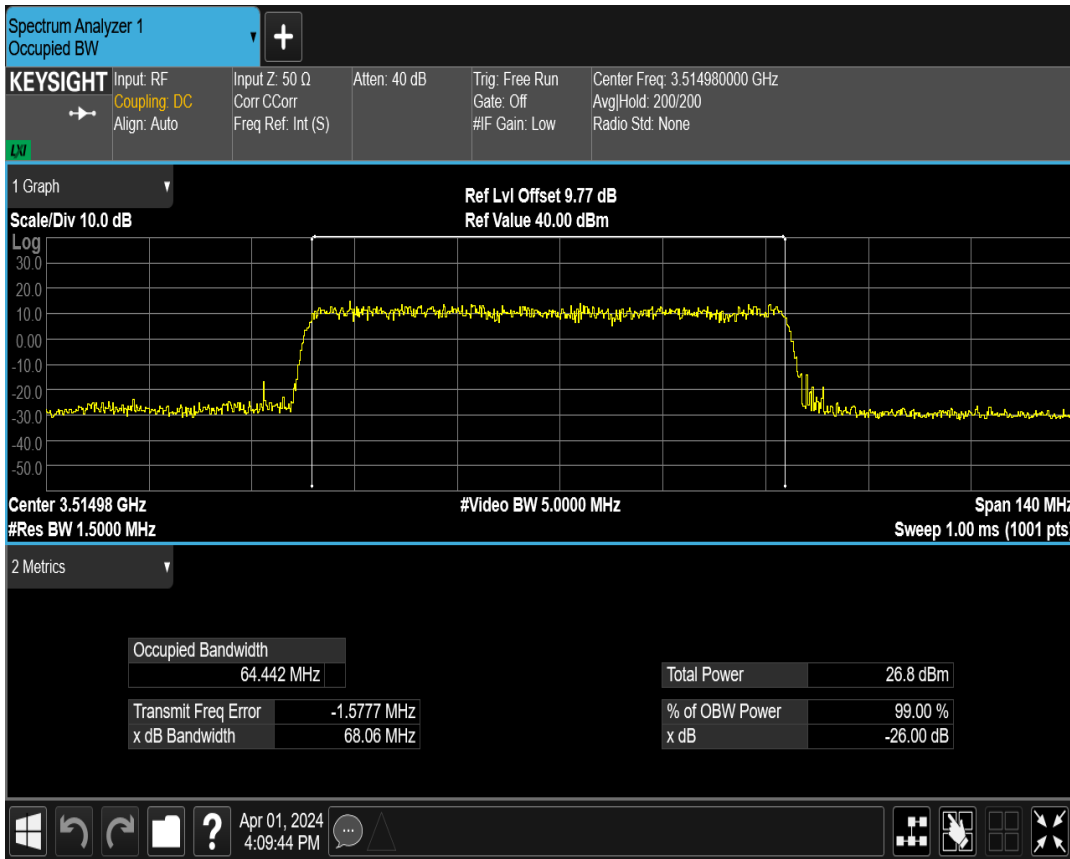 Spectrum Analyzer 1
Occupied BW
+
KEYSIGHT
LXI
Input: RF
Coupling: DC
Align: Auto
Input Z: 50 Ω
Corr CCorr
Freq Ref: Int (S)
Atten: 40 dB
Trig: Free Run
Gate: Off
#IF Gain: Low
Center Freq: 3.514980000 GHz
Avg|Hold: 200/200
Radio Std: None
1 Graph
Scale/Div 10.0 dB
Ref Lvl Offset 9.77 dB
Ref Value 40.00 dBm
Log
30.0
20.0
10.0
0.00
-10.0
-20.0
-30.0
-40.0
-50.0
Center 3.51498 GHz
#Res BW 1.5000 MHz
#Video BW 5.0000 MHz
Span 140 MHz
Sweep 1.00 ms (1001 pts)
2 Metrics
Occupied Bandwidth
64.442 MHz
Transmit Freq Error -1.5777 MHz
x dB Bandwidth 68.06 MHz
Total Power 26.8 dBm
% of OBW Power 99.00 %
x dB -26.00 dB
?
Apr 01, 2024
4:09:44 PM